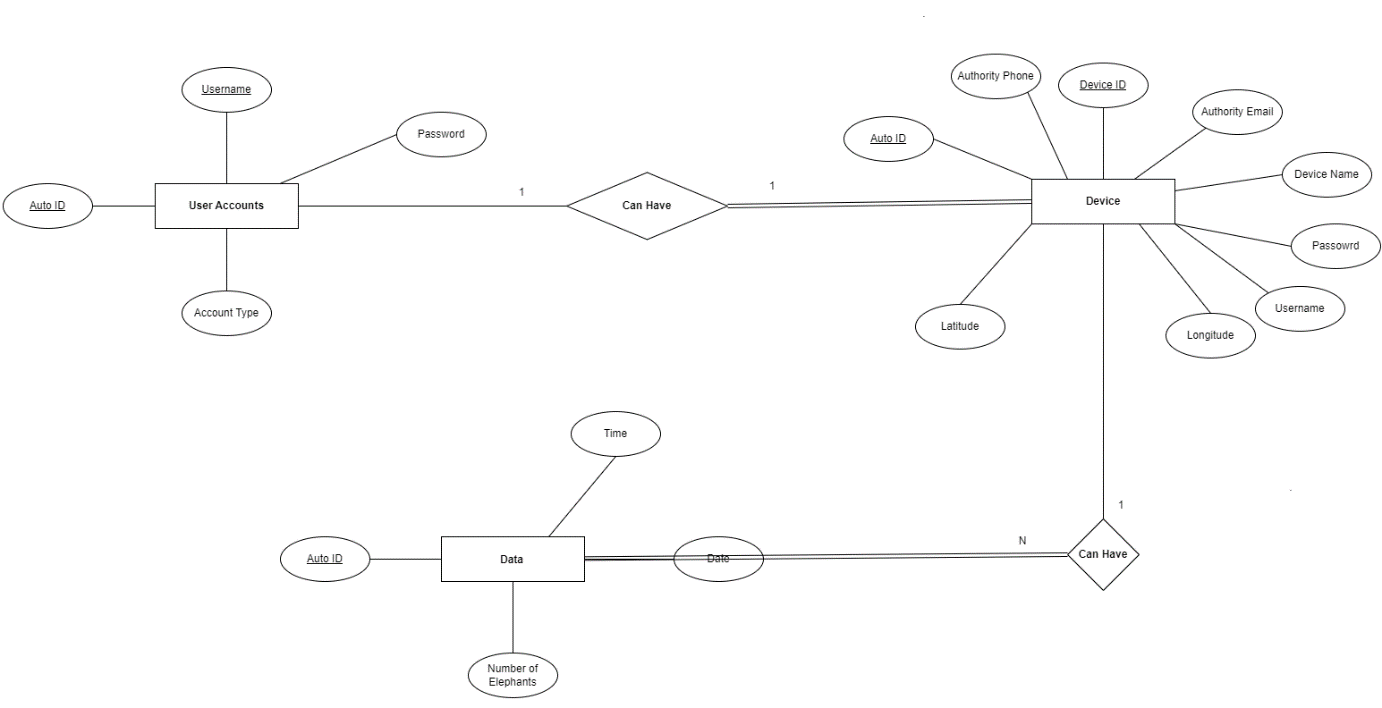 Authority Phone
Device ID
Username
Authority Email
Password
Auto ID
Device Name
1
1
Auto ID
User Accounts
Can Have
Device
Passowrd
Account Type
Latitude
Longitude
Username
Time
1
N
Auto ID
Data
Date
Can Have
Number of
Elephants